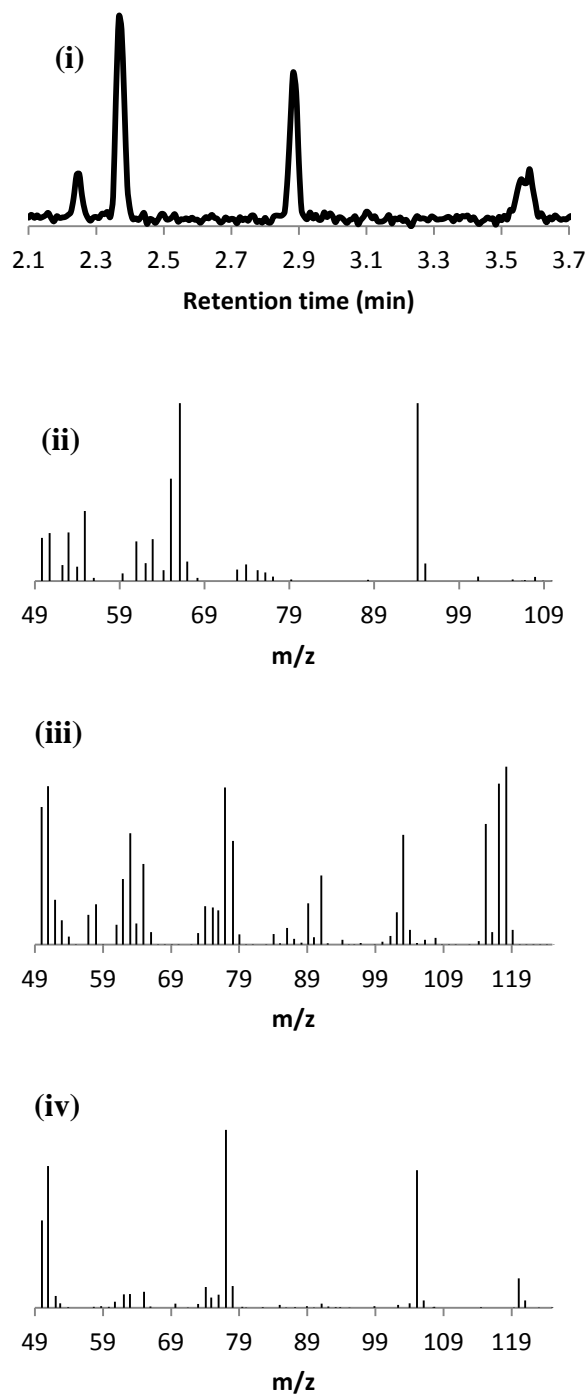 (i)
2.1 2.3 2.5 2.7 2.9 3.1 3.3 3.5 3.7
Retention time (min)
(ii)
49 59 69 79 89 99 109
m/z
(iii)
49 59 69 79 89 99 109 119
m/z
(iv)
49 59 69 79 89 99 109 119
m/z